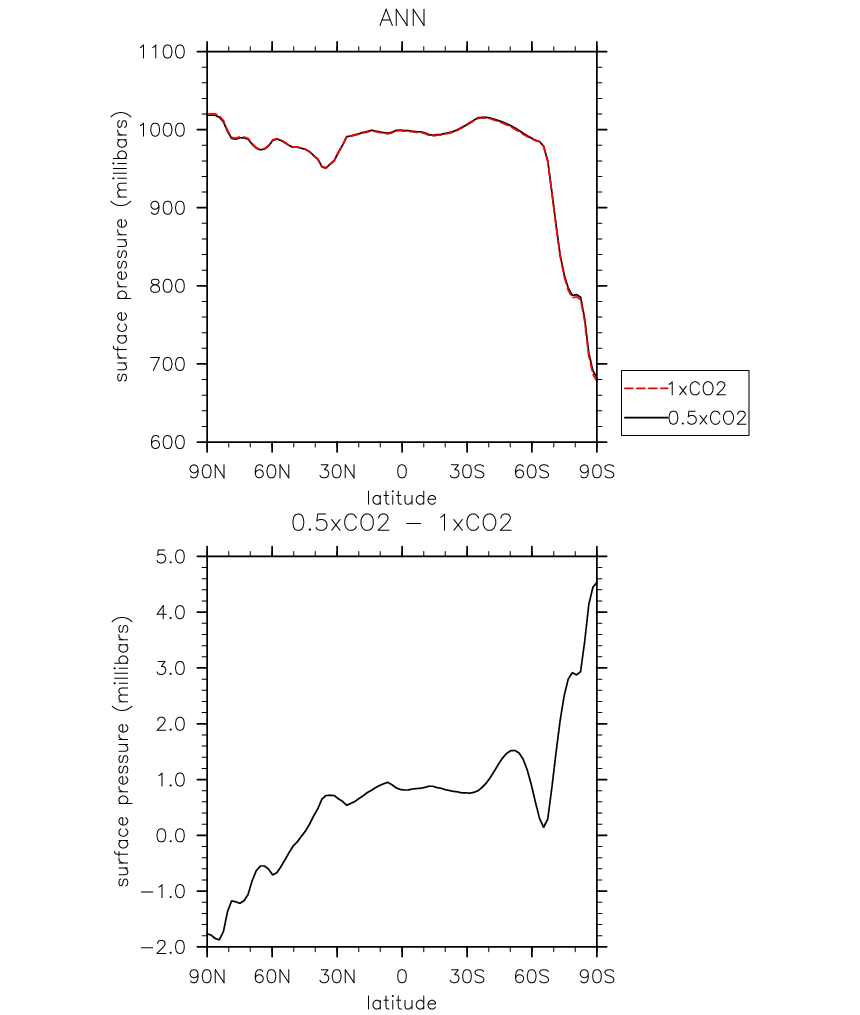 ANN
1100
1000
900
800
700
600
surface pressure (millibars)
90N 60N 30N 0 30S 60S 90S
latitude
1xCO2
0.5xCO2
0.5xCO2 − 1xCO2
5.0
4.0
3.0
2.0
1.0
0.0
−1.0
−2.0
surface pressure (millibars)
90N 60N 30N 0 30S 60S 90S
latitude